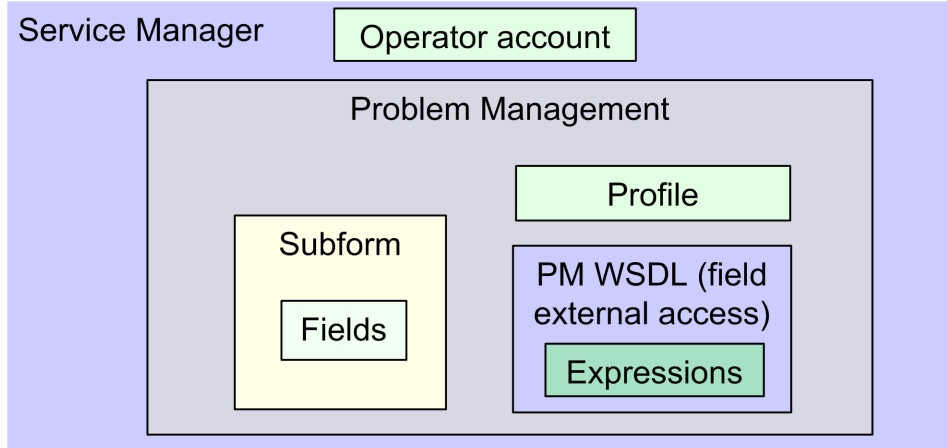 Service Manager
Operator account
Problem Management
Profile
Subform
Fields
PM WSDL (field
external access)
Expressions